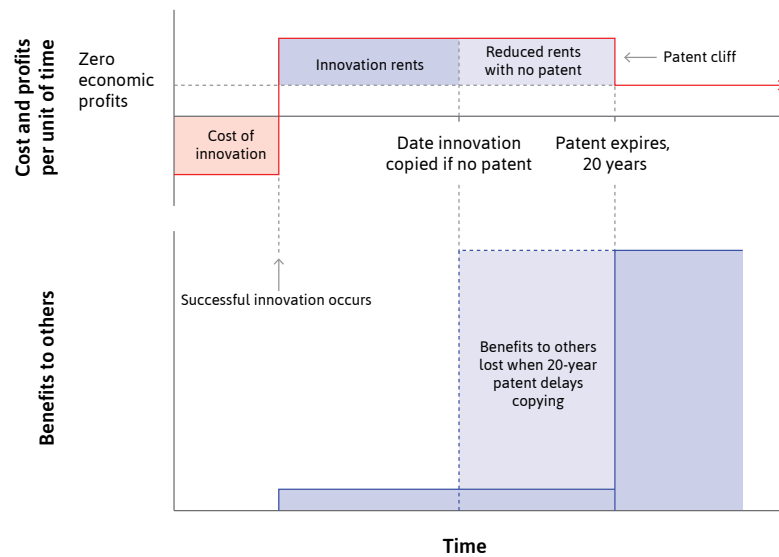 Cost and profits
per unit of time
Zero
economic
profits
Innovation rents
Reduced rents
with no patent
Patent cliff
Cost of
innovation
Date innovation
copied if no patent
Patent expires,
20 years
Successful innovation occurs
Benefits to others
Benefits to others
lost when 20-year
patent delays
copying
Time